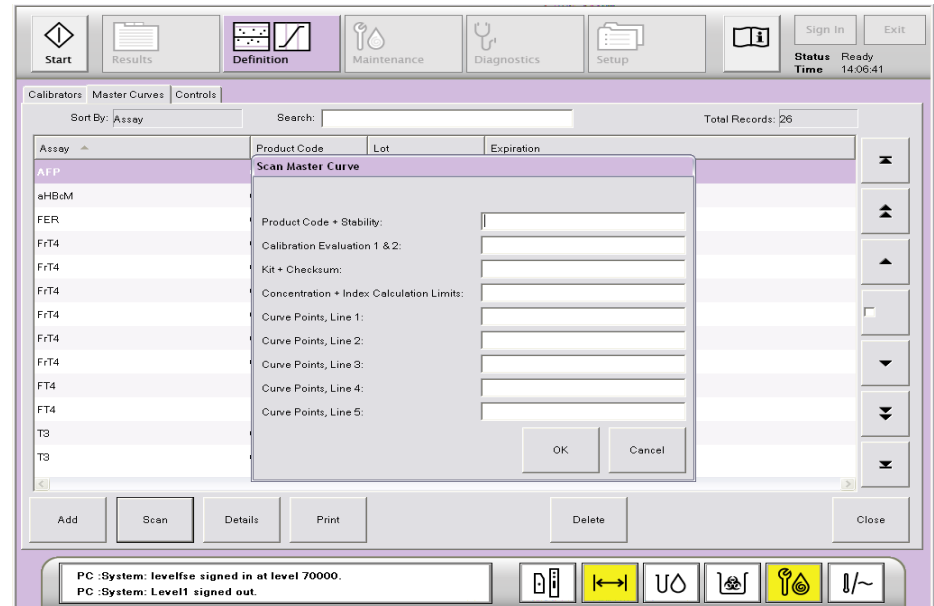 Start
Results
Definition
Maintenance
Diagnostics
Setup
Sign In
Exit
Status Ready
Time 14:06:41
Calibrators Master Curves Controls
Sort By: Assay Search: Total Records: 26
Assay Product Code Lot Expiration
AFP
aHBcM
FER
FrT4
FrT4
FrT4
FrT4
FrT4
FrT4
FT4
FT4
T3
T3
Scan Master Curve
Product Code + Stability:
Calibration Evaluation 1 & 2:
Kit + Checksum:
Concentration + Index Calculation Limits:
Curve Points, Line 1:
Curve Points, Line 2:
Curve Points, Line 3:
Curve Points, Line 4:
Curve Points, Line 5:
OK Cancel
Add Scan Details Print Delete Close
PC :System: levelfse signed in at level 70000.
PC :System: Level1 signed out.